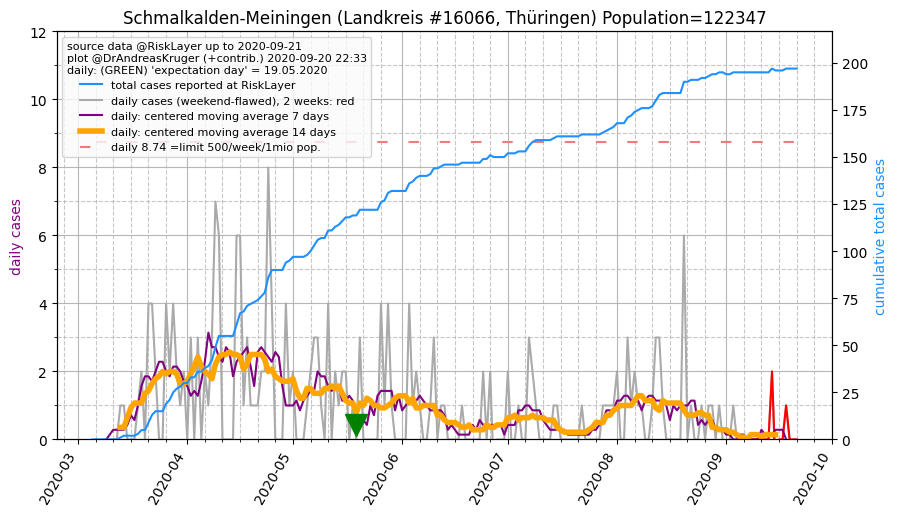 Schmalkalden-Meiningen (Landkreis #16066, Thüringen) Population=122347
source data @RiskLayer up to 2020-09-21
plot @DrAndreasKruger (+contrib.) 2020-09-20 22:33
daily: (GREEN) 'expectation day' = 19.05.2020
total cases reported at RiskLayer
daily cases (weekend-flawed), 2 weeks: red
daily: centered moving average 7 days
daily: centered moving average 14 days
daily 8.74 =limit 500/week/1mio pop.
daily cases
12
10
8
6
4
2
0
200
175
150
125
100
75
50
25
0
cumulative total cases
2020-03
2020-04
2020-05
2020-06
2020-07
2020-08
2020-09
2020-10